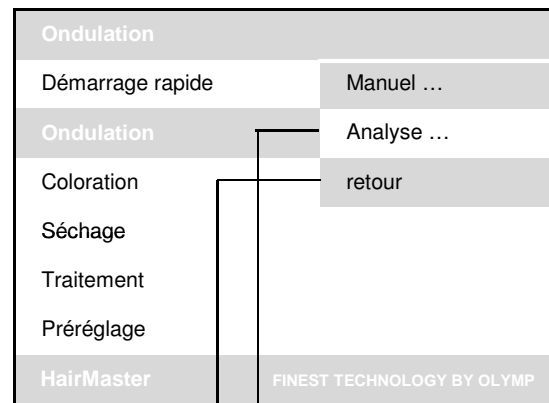 Ondulation
Démarrage rapide Manuel …
Ondulation Analyse …
Coloration retour
Séchage
Traitement
Préréglage
HairMaster FINEST TECHNOLOGY BY OLYMP